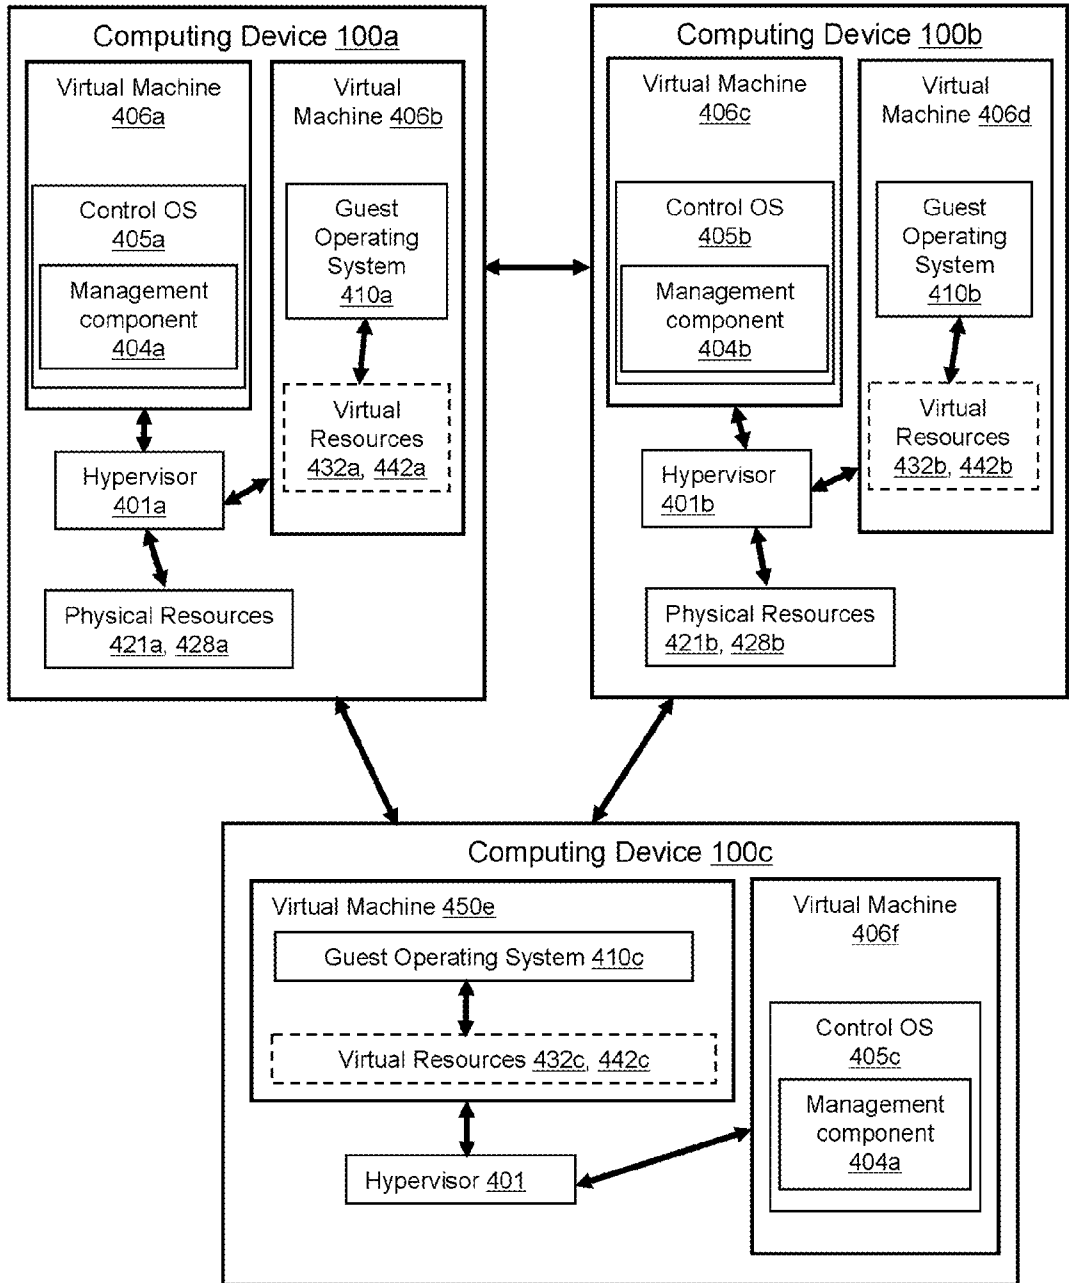 Computing Device 100a
Virtual Machine
406a
Control OS
405a
Management
component
404a
Virtual
Machine 406b
Guest
Operating
System
410a
Virtual
Resources
432a, 442a
Hypervisor
401a
Physical Resources
421a, 428a
Computing Device 100b
Virtual Machine
406c
Control OS
405b
Management
component
404b
Virtual
Machine 406d
Guest
Operating
System
410b
Virtual
Resources
432b, 442b
Hypervisor
401b
Physical Resources
421b, 428b
Computing Device 100c
Virtual Machine 450e
Guest Operating System 410c
Virtual Resources 432c, 442c
Hypervisor 401
Virtual Machine
406f
Control OS
405c
Management
component
404a